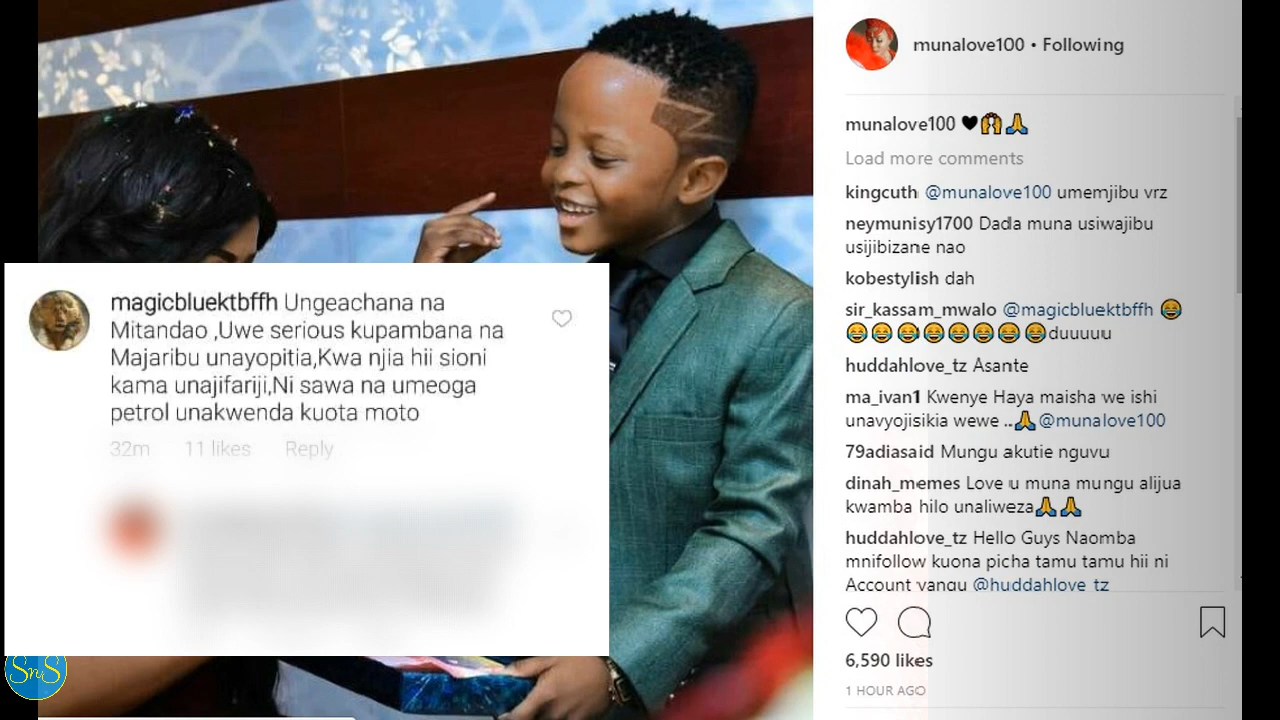 magicbluektbffh Ungeachana na
Mitandao ,Uwe serious kupambana na
Majaribu unayopitia,Kwa njia hii sioni
kama unajifariji,Ni sawa na umeoga
petrol unakwenda kuota moto
32m 11 likes Reply
SnS
munalove100 • Following
munalove100 🖤🙌🙏
Load more comments
kingcuth @munalove100 umemjibu vrz
neymunisy1700 Dada muna usiwajibu
usijibizane nao
kobestylish dah
sir_kassam_mwalo @magicbluektbffh 😂
😂😂😂😂😂😂😂😂duuuuu
huddahlove_tz Asante
ma_ivan1 Kwenye Haya maisha we ishi
unavyojisikia wewe ..🙏@munalove100
79adiasaid Mungu akutie nguvu
dinah_memes Love u muna mungu alijua
kwamba hilo unaliweza🙏🙏
huddahlove_tz Hello Guys Naomba
mnifollow kuona picha tamu tamu hii ni
Account yangu @huddahlove_tz
6,590 likes
1 HOUR AGO